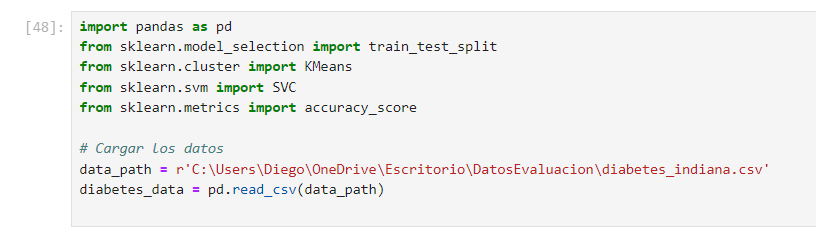 [48]: import pandas as pd
from sklearn.model_selection import train_test_split
from sklearn.cluster import KMeans
from sklearn.svm import SVC
from sklearn.metrics import accuracy_score
# Cargar los datos
data_path = r'C:\Users\Diego\OneDrive\Escritorio\DatosEvaluacion\diabetes_indiana.csv'
diabetes_data = pd.read_csv(data_path)